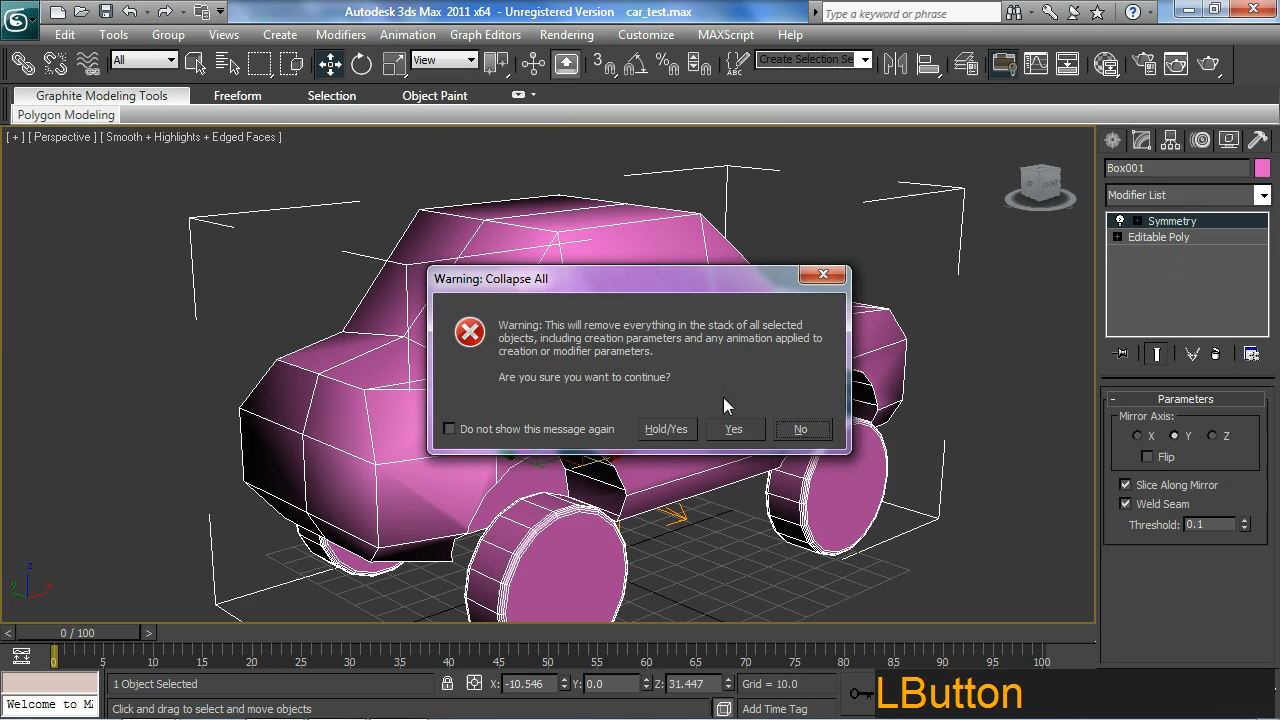 Autodesk 3ds Max 2011 x64 - Unregistered Version car_test.max
Type a keyword or phrase
Edit Tools Group Views Create Modifiers Animation Graph Editors Rendering Customize MAXScript Help
All
View
Create Selection Se
Graphite Modeling Tools Freeform Selection Object Paint
Polygon Modeling
[ + ] [ Perspective ] [ Smooth + Highlights + Edged Faces ]
FRONT
Box001
Modifier List
Symmetry
Editable Poly
Warning: Collapse All
Warning: This will remove everything in the stack of all selected
objects, including creation parameters and any animation applied to
creation or modifier parameters.
Are you sure you want to continue?
Do not show this message again
Hold/Yes Yes No
- Parameters
Mirror Axis:
X Y Z
Flip
Slice Along Mirror
Weld Seam
Threshold: 0.1
z
y x
< 0 / 100 >
0 5 10 15 20 25 30 35 40 45 50 55 60 65 70 75 80 85 90 95 100
1 Object Selected X: -10.546 Y: 0.0 Z: 31.447 Grid = 10.0
Welcome to MA Click and drag to select and move objects Add Time Tag
LButton